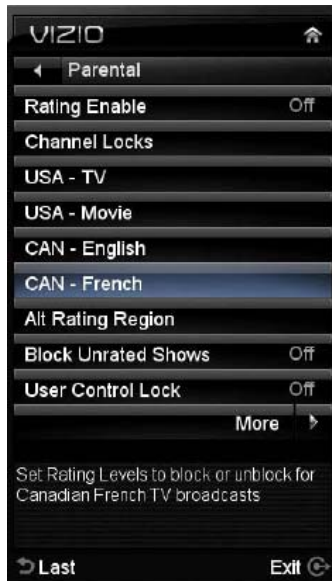 VIZIO
Parental
Rating Enable Off
Channel Locks
USA - TV
USA - Movie
CAN - English
CAN - French
Alt Rating Region
Block Unrated Shows Off
User Control Lock Off
More
Set Rating Levels to block or unblock for
Canadian French TV broadcasts
Last Exit